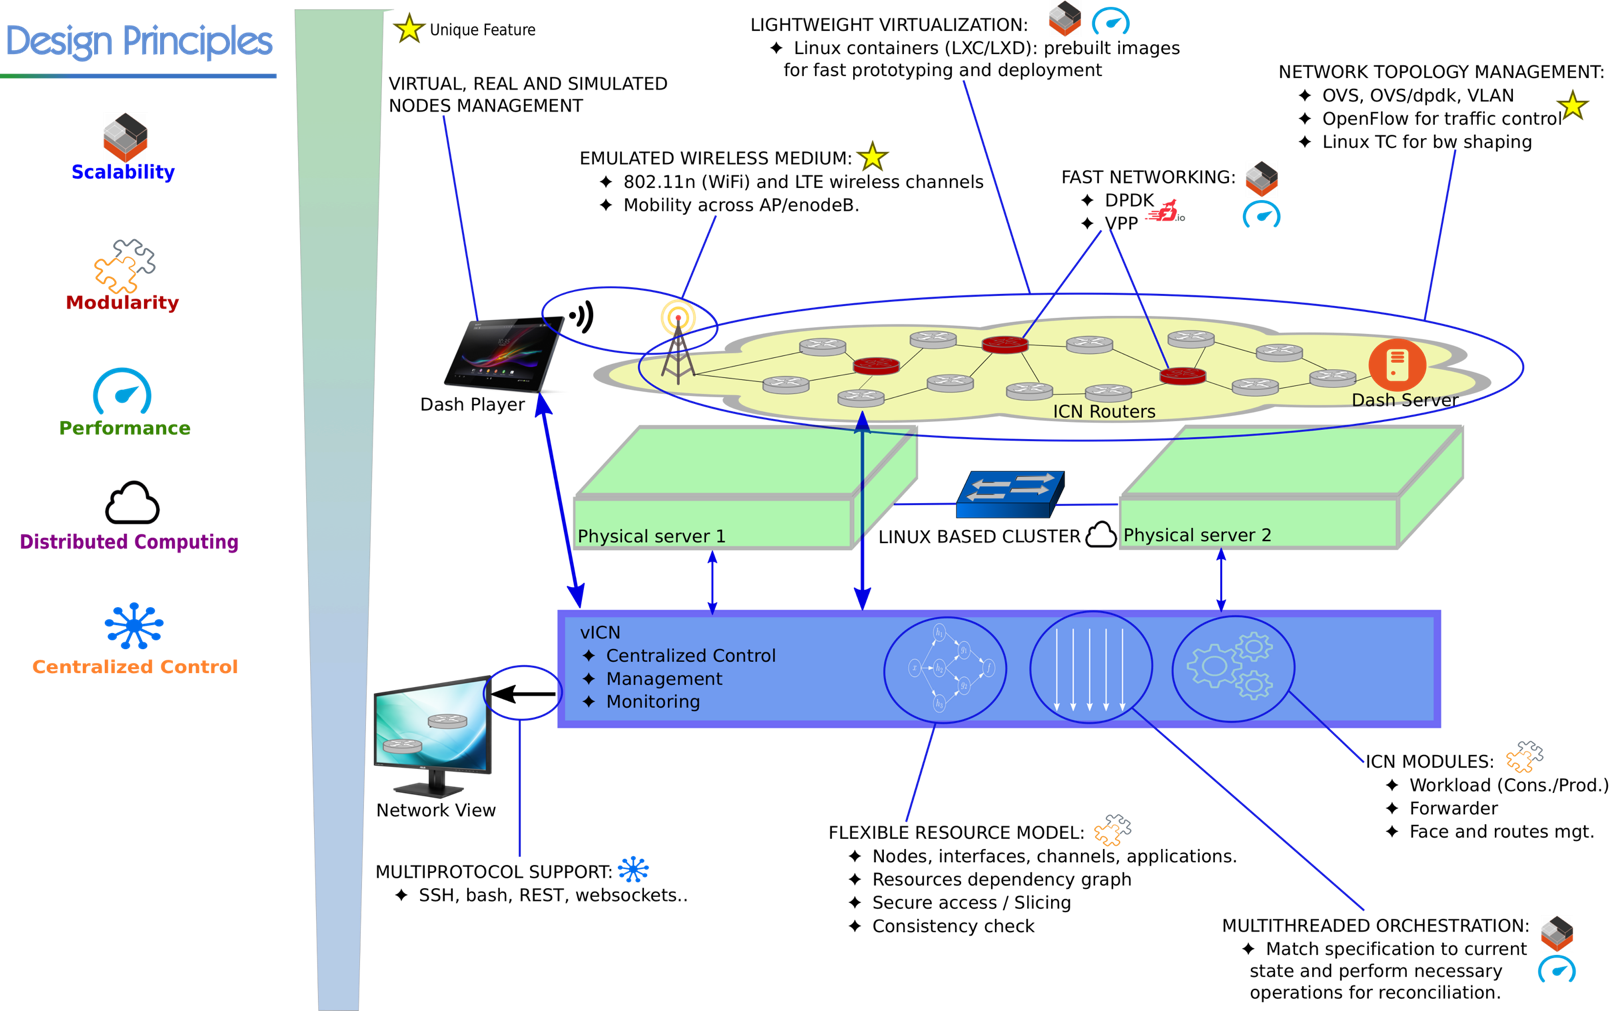 Design Principles
Scalability
Modularity
Performance
Distributed Computing
Centralized Control
Unique Feature
VIRTUAL, REAL AND SIMULATED
NODES MANAGEMENT
EMULATED WIRELESS MEDIUM:
✦ 802.11n (WiFi) and LTE wireless channels
✦ Mobility across AP/enodeB.
LIGHTWEIGHT VIRTUALIZATION:
✦ Linux containers (LXC/LXD): prebuilt images
for fast prototyping and deployment
FAST NETWORKING:
✦ DPDK
✦ VPP
.io
NETWORK TOPOLOGY MANAGEMENT:
✦ OVS, OVS/dpdk, VLAN
✦ OpenFlow for traffic control
✦ Linux TC for bw shaping
Dash Player
ICN Routers
Dash Server
Physical server 1
LINUX BASED CLUSTER
Physical server 2
vICN
✦ Centralized Control
✦ Management
✦ Monitoring
Network View
MULTIPROTOCOL SUPPORT:
✦ SSH, bash, REST, websockets..
FLEXIBLE RESOURCE MODEL:
✦ Nodes, interfaces, channels, applications.
✦ Resources dependency graph
✦ Secure access / Slicing
✦ Consistency check
ICN MODULES:
✦ Workload (Cons./Prod.)
✦ Forwarder
✦ Face and routes mgt.
MULTITHREADED ORCHESTRATION:
✦ Match specification to current
state and perform necessary
operations for reconciliation.